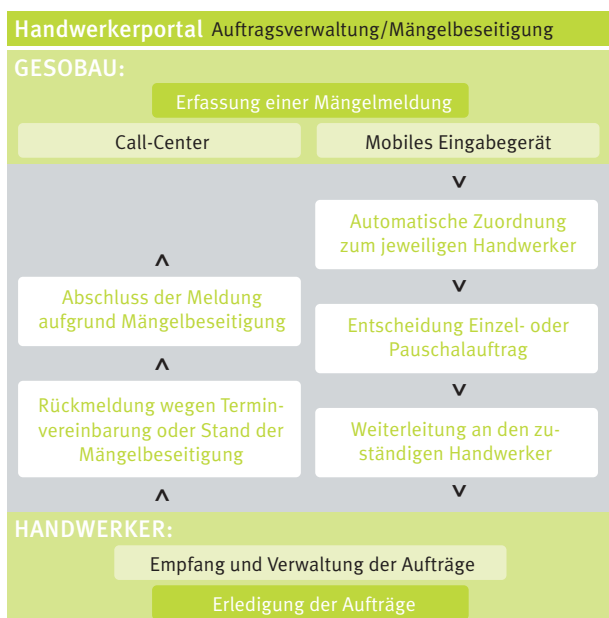 Handwerkerportal Auftragsverwaltung/Mängelbeseitigung
GESOBAU:
Erfassung einer Mängelmeldung
Call-Center
Mobiles Eingabegerät
v
Automatische Zuordnung
zum jeweiligen Handwerker
v
Entscheidung Einzel- oder
Pauschalauftrag
v
Weiterleitung an den zu-
ständigen Handwerker
v
ʌ
Abschluss der Meldung
aufgrund Mängelbeseitigung
ʌ
Rückmeldung wegen Termin-
vereinbarung oder Stand der
Mängelbeseitigung
ʌ
HANDWERKER:
Empfang und Verwaltung der Aufträge
Erledigung der Aufträge